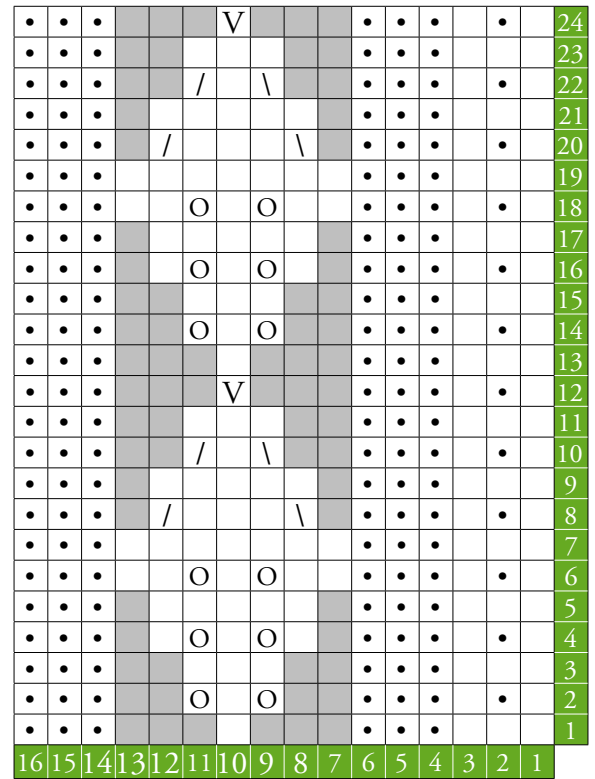 • • • V • • • • 24
• • • • • • 23
• • • / \ • • • • 22
• • • • • • 21
• • • / \ • • • • 20
• • • • • • 19
• • • O O • • • • 18
• • • • • • 17
• • • O O • • • • 16
• • • • • • 15
• • • O O • • • • 14
• • • • • • 13
• • • V • • • • 12
• • • • • • 11
• • • / \ • • • • 10
• • • • • • 9
• • • / \ • • • • 8
• • • • • • 7
• • • O O • • • • 6
• • • • • • 5
• • • O O • • • • 4
• • • • • • 3
• • • O O • • • • 2
• • • • • • 1
16 15 14 13 12 11 10 9 8 7 6 5 4 3 2 1